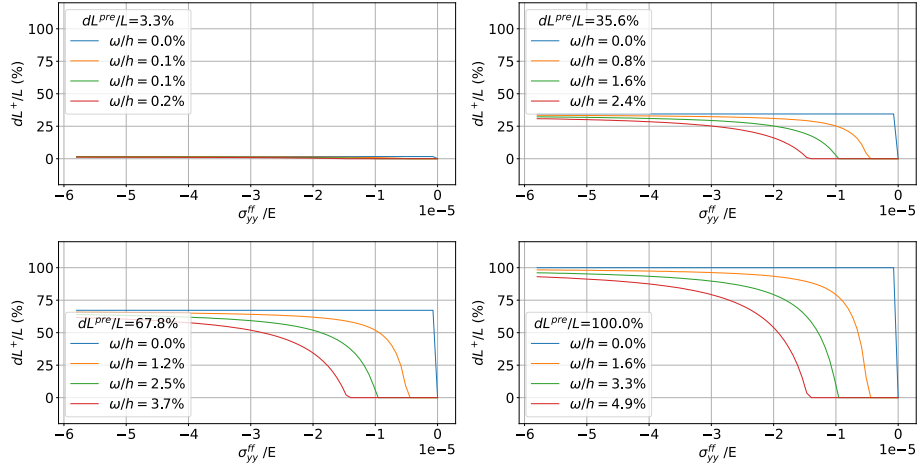 dL^pre/L=3.3%
ω/h = 0.0%
ω/h = 0.1%
ω/h = 0.1%
ω/h = 0.2%
dL⁺/L (%)
100
75
50
25
0
−6 −5 −4 −3 −2 −1 0
1e−5
σ_yy^ff /E
dL^pre/L=35.6%
ω/h = 0.0%
ω/h = 0.8%
ω/h = 1.6%
ω/h = 2.4%
dL⁺/L (%)
100
75
50
25
0
−6 −5 −4 −3 −2 −1 0
1e−5
σ_yy^ff /E
dL^pre/L=67.8%
ω/h = 0.0%
ω/h = 1.2%
ω/h = 2.5%
ω/h = 3.7%
dL⁺/L (%)
100
75
50
25
0
−6 −5 −4 −3 −2 −1 0
1e−5
σ_yy^ff /E
dL^pre/L=100.0%
ω/h = 0.0%
ω/h = 1.6%
ω/h = 3.3%
ω/h = 4.9%
dL⁺/L (%)
100
75
50
25
0
−6 −5 −4 −3 −2 −1 0
1e−5
σ_yy^ff /E